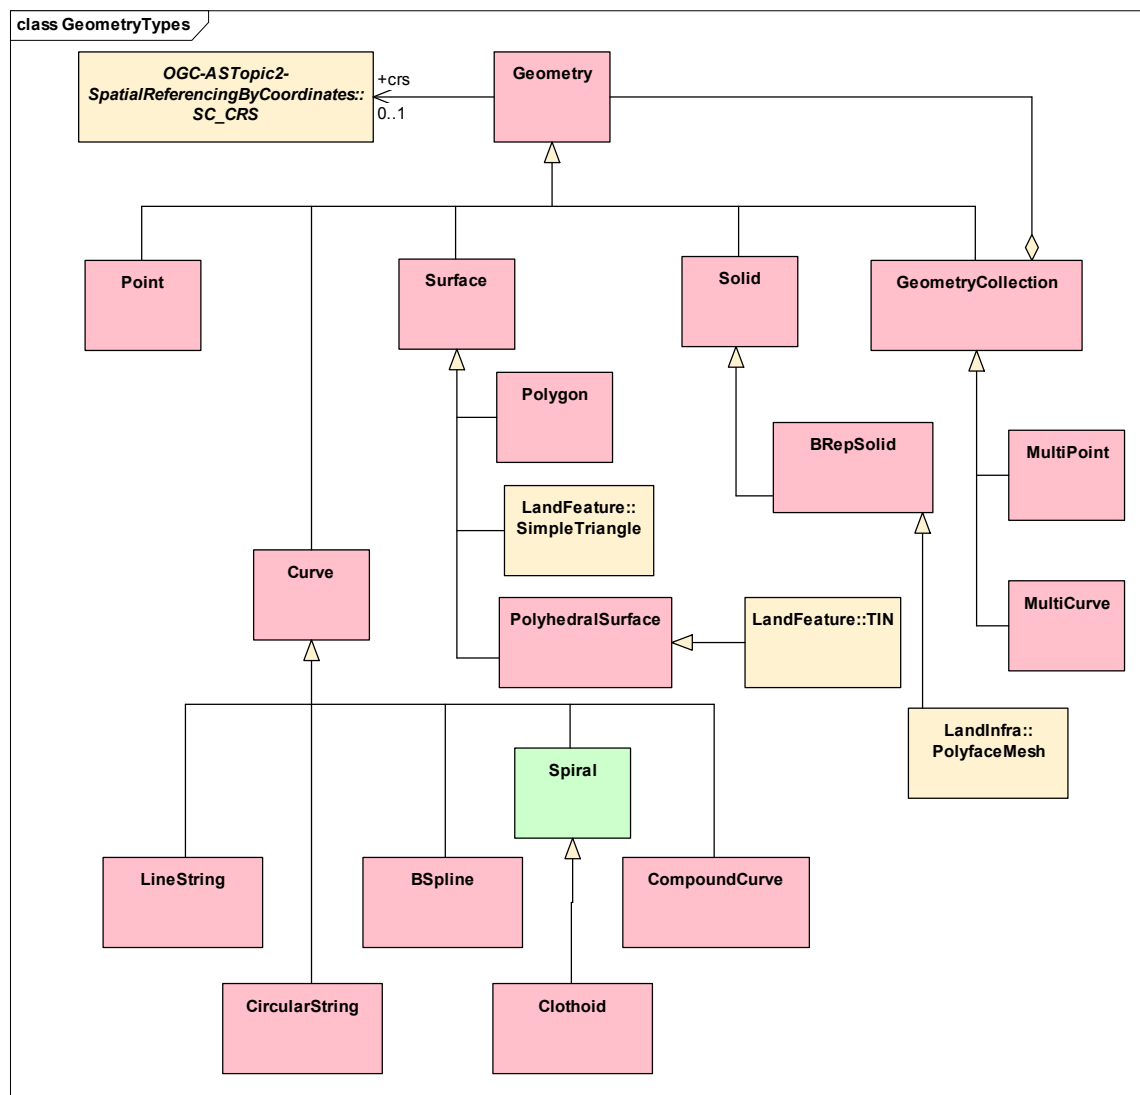 class GeometryTypes
OGC-ASTopic2-
SpatialReferencingByCoordinates::
SC_CRS
+crs
0..1
Geometry
Point
Surface
Solid
GeometryCollection
Polygon
BRepSolid
MultiPoint
LandFeature::
SimpleTriangle
Curve
MultiCurve
PolyhedralSurface
LandFeature::TIN
LandInfra::
PolyfaceMesh
Spiral
LineString
BSpline
CompoundCurve
CircularString
Clothoid